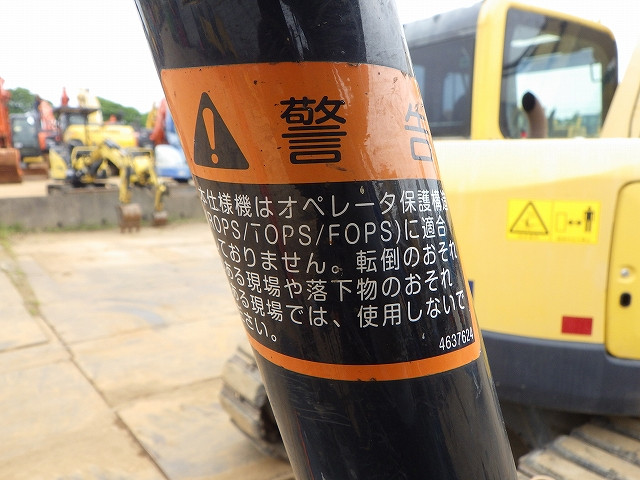 警告
本仕様機はオペレータ保護構造
(ROPS/TOPS/FOPS)に適合
ておりません。転倒のおそれ
ある現場や落下物のおそれ
ある現場では、使用しないで
さい。
4637624